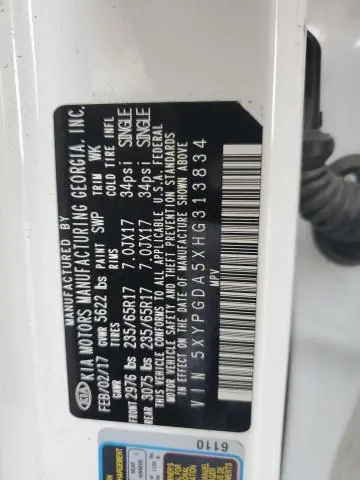 MANUFACTURED BY
KIA KIA MOTORS MANUFACTURING GEORGIA, INC.
FEB/02/17 GVWR 5622 lbs PAINT SWP TRIM WK
GAWR TIRES RIMS COLD TIRE INFL
FRONT 2976 lbs 235/65R17 7.0JX17 34psi SINGLE
REAR 3075 lbs 235/65R17 7.0JX17 34psi SINGLE
THIS VEHICLE CONFORMS TO ALL APPLICABLE U.S.A. FEDERAL
MOTOR VEHICLE SAFETY AND THEFT PREVENTION STANDARDS
IN EFFECT ON THE DATE OF MANUFACTURE SHOWN ABOVE
VIN 5XYPGDA5XHG313834
MPV
6110